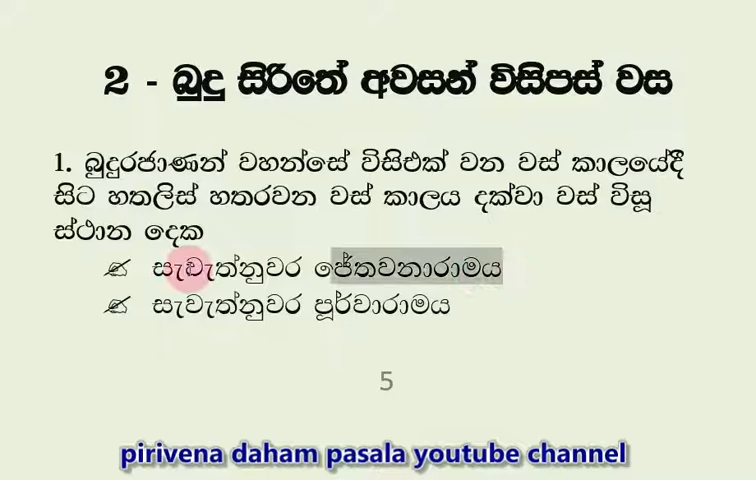 2 - බුදු සිරිතේ අවසන් විසිපස් වස
1. බුදුරජාණන් වහන්සේ විසිඑක් වන වස් කාලයේදී
සිට හතලිස් හතරවන වස් කාලය දක්වා වස් විසූ
ස්ථාන දෙක
සැවැත්නුවර ජේතවනාරාමය
සැවැත්නුවර පූර්වාරාමය
5
pirivena daham pasala youtube channel